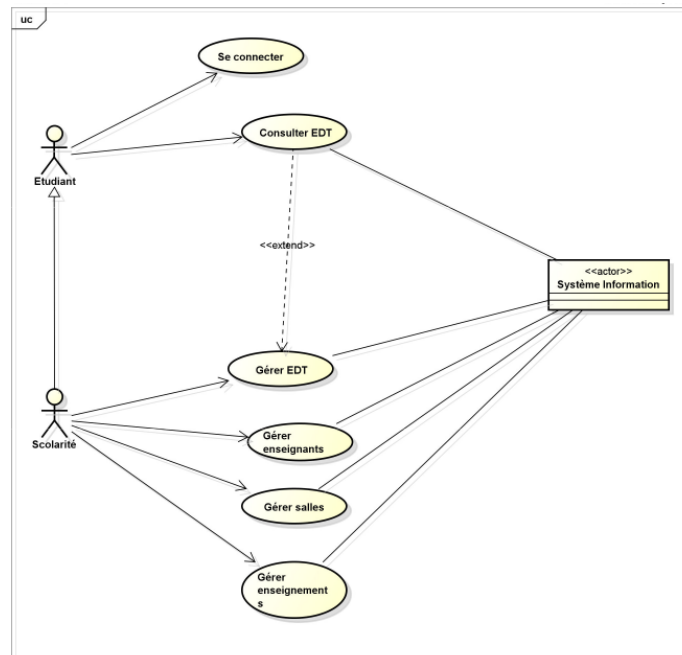 uc
Se connecter
Consulter EDT
Etudiant
<<extend>>
<<actor>>
Système Information
Gérer EDT
Scolarité
Gérer
enseignants
Gérer salles
Gérer
enseignement
s